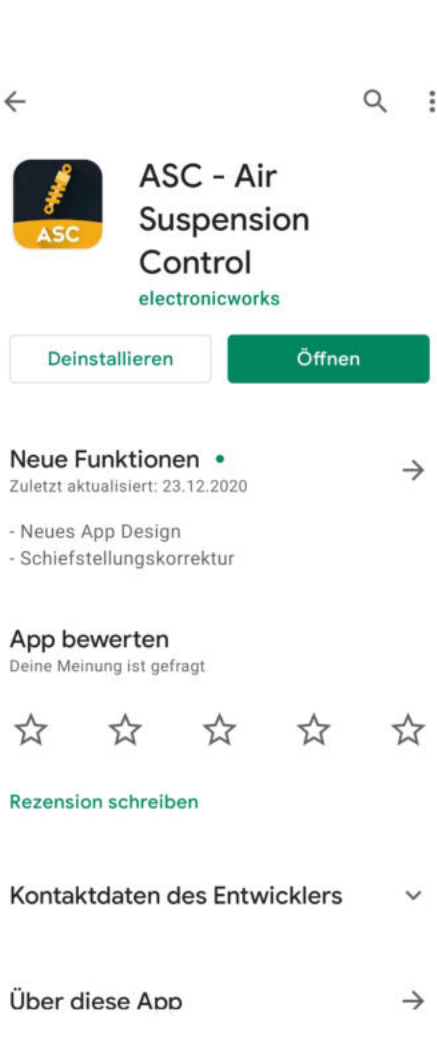 ASC - Air
Suspension
Control
ASC
electronicworks
Deinstallieren
Öffnen
Neue Funktionen
Zuletzt aktualisiert: 23.12.2020
- Neues App Design
- Schiefstellungskorrektur
App bewerten
Deine Meinung ist gefragt
Rezension schreiben
Kontaktdaten des Entwicklers
Über diese App